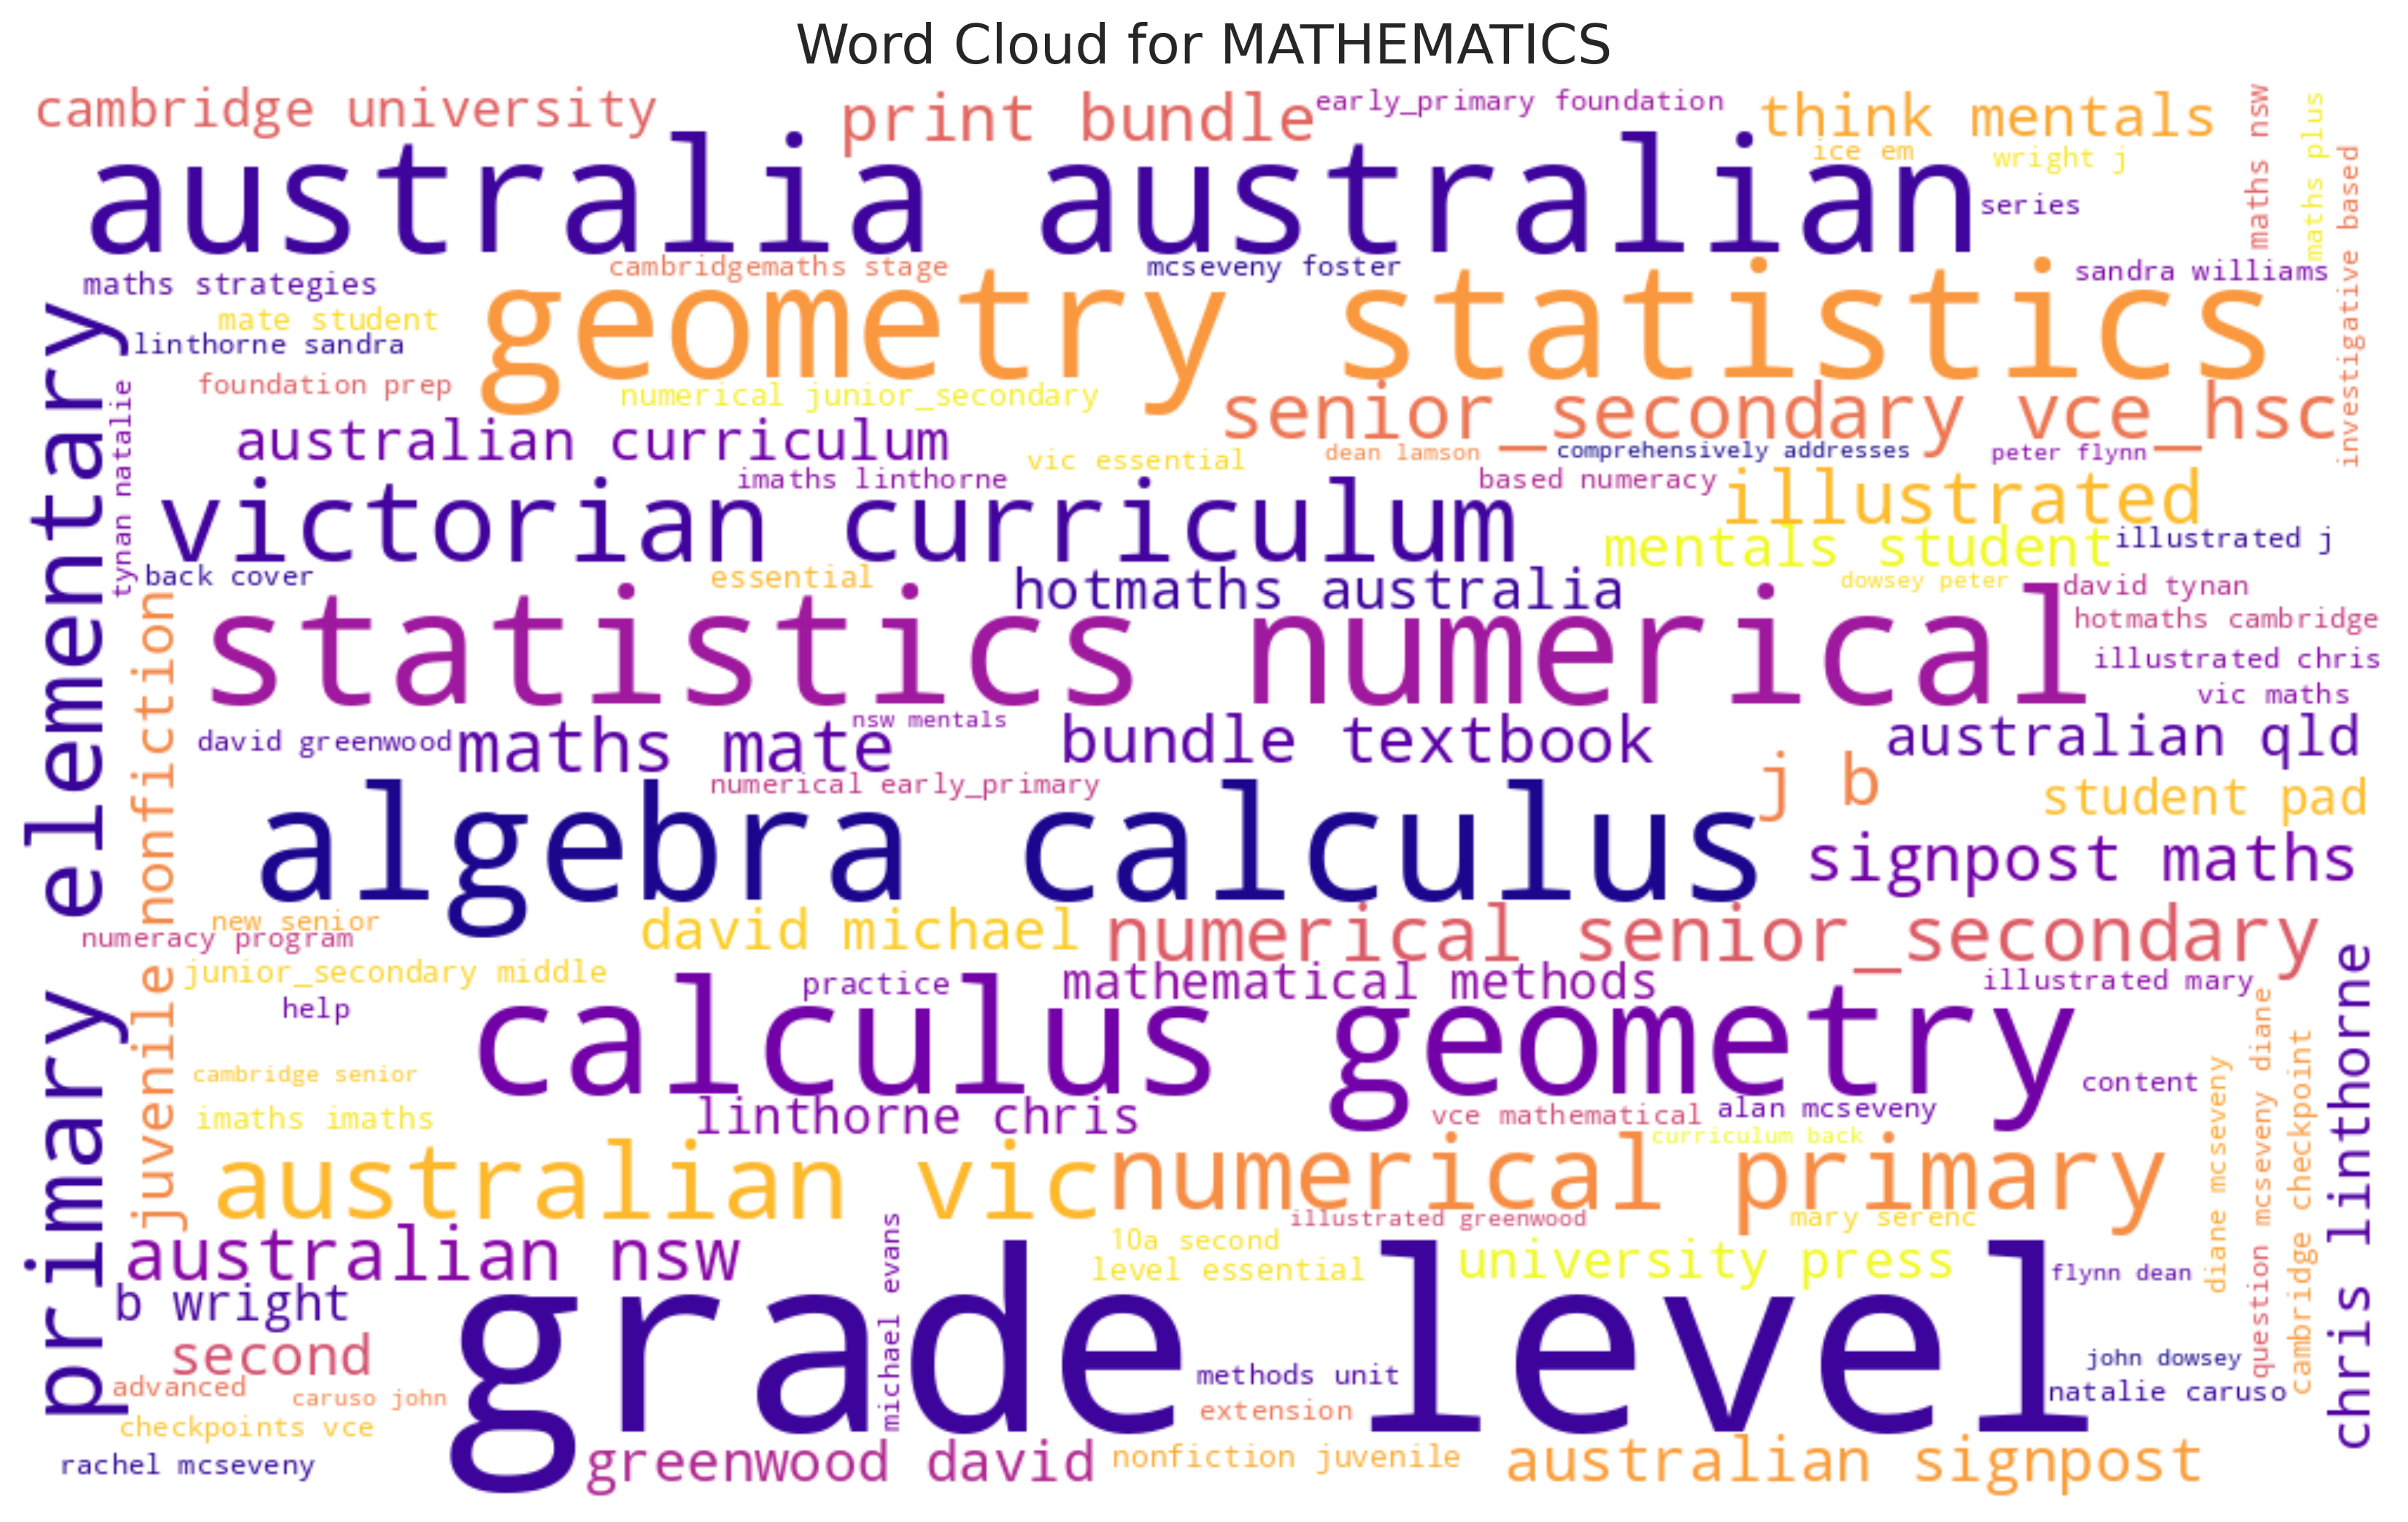 Word Cloud for MATHEMATICS
cambridge university
print bundle
early_primary foundation
think mentals
maths nsw
maths plus
ice em
wright j
australia australian
series
investigative based
maths strategies
cambridgemaths stage
mcseveny foster
sandra williams
mate student
geometry statistics
linthorne sandra
foundation prep
numerical junior_secondary
senior_secondary vce_hsc
primary elementary
tynan natalie
australian curriculum
vic essential
dean lamson
comprehensively addresses
peter flynn
imaths linthorne
based numeracy
illustrated
victorian curriculum
mentals student
illustrated j
back cover
essential
hotmaths australia
dowsey peter
david tynan
juvenile nonfiction
statistics numerical
hotmaths cambridge
illustrated chris
vic maths
nsw mentals
david greenwood
maths mate
bundle textbook
australian qld
numerical early_primary
j b
student pad
algebra calculus
signpost maths
new senior
numeracy program
david michael
numerical senior_secondary
junior_secondary middle
practice
mathematical methods
illustrated mary
help
calculus geometry
chris linthorne
cambridge senior
content
imaths imaths
linthorne chris
vce mathematical
alan mcseveny
curriculum back
diane mcseveny
question mcseveny diane
cambridge checkpoint
australian vic
numerical primary
illustrated greenwood
mary serenc
australian nsw
michael evans
10a second
level essential
university press
flynn dean
b wright
grade level
second
methods unit
john dowsey
advanced
caruso john
natalie caruso
extension
checkpoints vce
rachel mcseveny
greenwood david
nonfiction juvenile
australian signpost